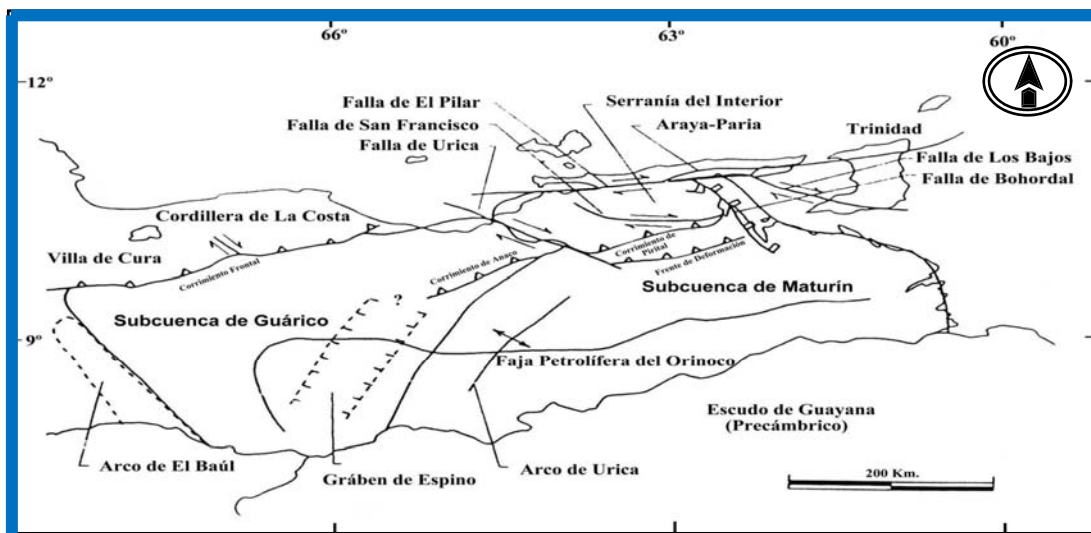 66º
63º
60º
12º
Falla de El Pilar
Serranía del Interior
Falla de San Francisco
Araya-Paria
Trinidad
Falla de Urica
Falla de Los Bajos
Falla de Bohordal
Cordillera de La Costa
Villa de Cura
Corrimiento Frontal
Corrimiento de Anaco
Corrimiento de
Pirital
Frente de Deformación
Subcuenca de Maturín
?
Subcuenca de Guárico
9º
Faja Petrolífera del Orinoco
Escudo de Guayana
(Precámbrico)
Arco de El Baúl
Gráben de Espino
Arco de Urica
200 Km.